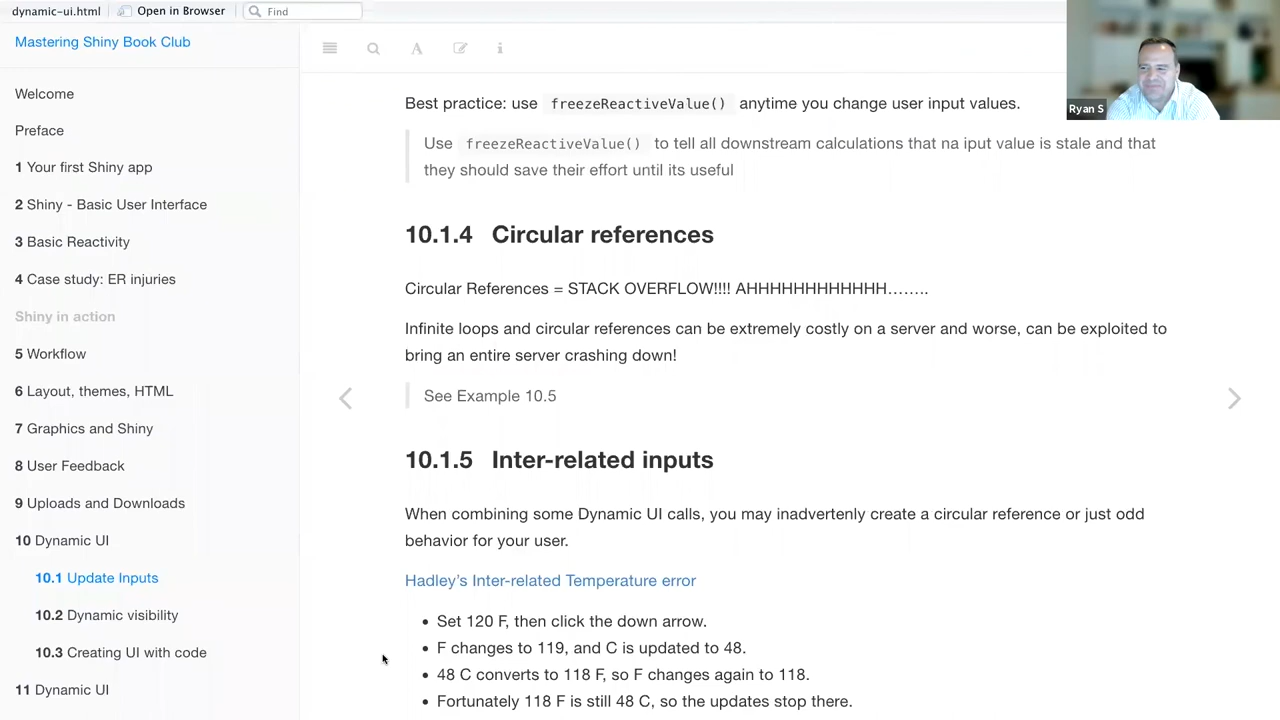 dynamic-ui.html Open in Browser Find
Mastering Shiny Book Club
Welcome
Preface
1 Your first Shiny app
2 Shiny - Basic User Interface
3 Basic Reactivity
4 Case study: ER injuries
Shiny in action
5 Workflow
6 Layout, themes, HTML
7 Graphics and Shiny
8 User Feedback
9 Uploads and Downloads
10 Dynamic UI
10.1 Update Inputs
10.2 Dynamic visibility
10.3 Creating UI with code
11 Dynamic UI
Best practice: use freezeReactiveValue() anytime you change user input values.
Use freezeReactiveValue() to tell all downstream calculations that na iput value is stale and that
they should save their effort until its useful
10.1.4 Circular references
Circular References = STACK OVERFLOW!!!! AHHHHHHHHHHHH……..
Infinite loops and circular references can be extremely costly on a server and worse, can be exploited to
bring an entire server crashing down!
See Example 10.5
10.1.5 Inter-related inputs
When combining some Dynamic UI calls, you may inadvertenly create a circular reference or just odd
behavior for your user.
Hadley’s Inter-related Temperature error
• Set 120 F, then click the down arrow.
• F changes to 119, and C is updated to 48.
• 48 C converts to 118 F, so F changes again to 118.
• Fortunately 118 F is still 48 C, so the updates stop there.
Ryan S